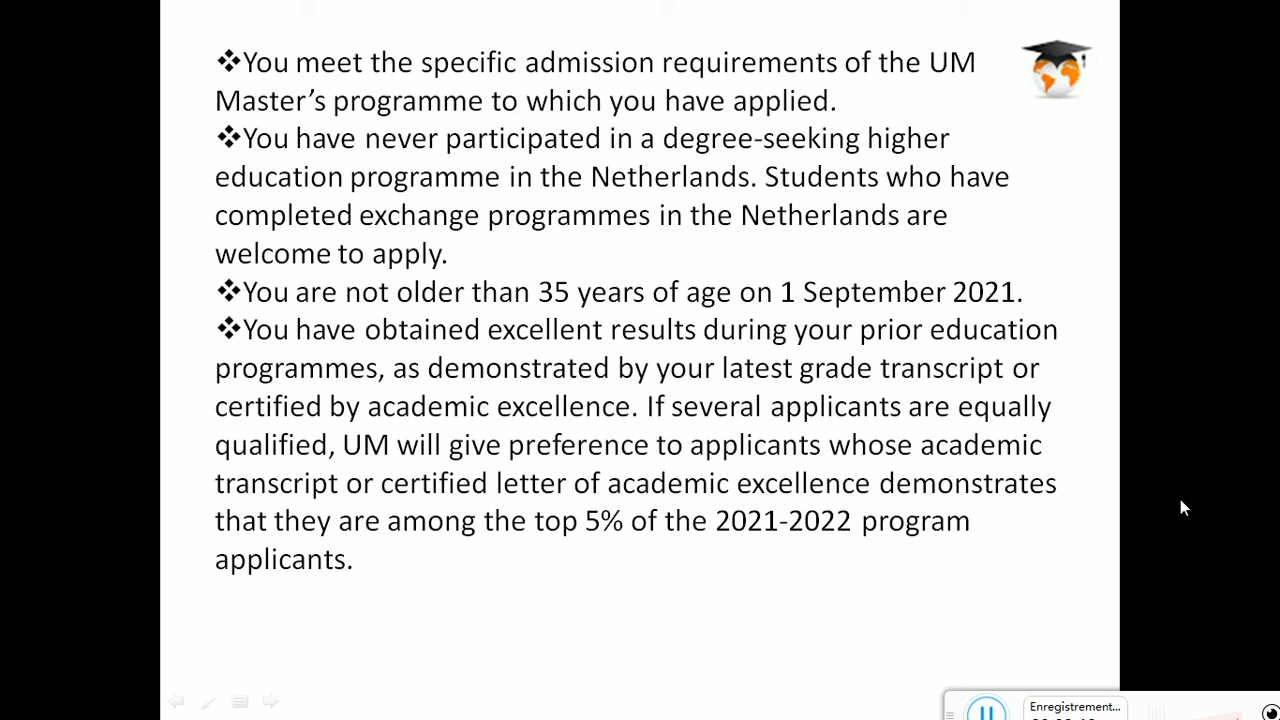 ❖You meet the specific admission requirements of the UM
Master’s programme to which you have applied.
❖You have never participated in a degree-seeking higher
education programme in the Netherlands. Students who have
completed exchange programmes in the Netherlands are
welcome to apply.
❖You are not older than 35 years of age on 1 September 2021.
❖You have obtained excellent results during your prior education
programmes, as demonstrated by your latest grade transcript or
certified by academic excellence. If several applicants are equally
qualified, UM will give preference to applicants whose academic
transcript or certified letter of academic excellence demonstrates
that they are among the top 5% of the 2021-2022 program
applicants.
Enregistrement...